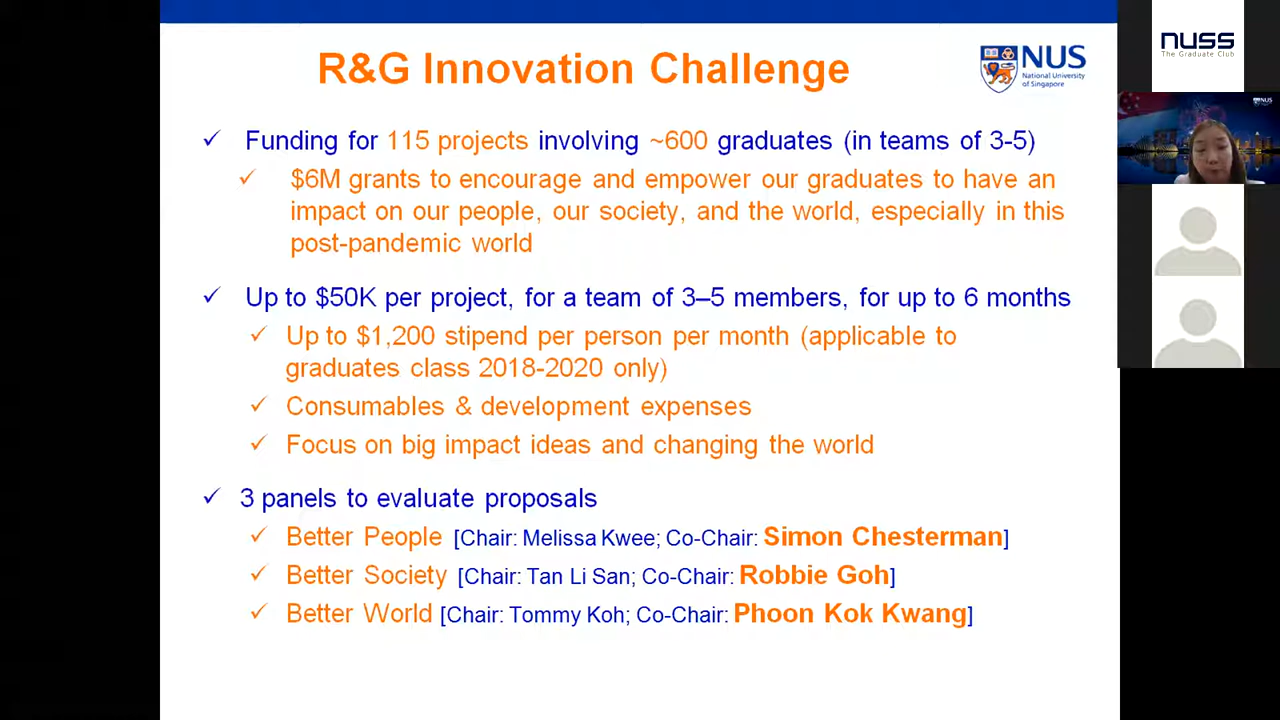 R&G Innovation Challenge
NUS
National University
of Singapore
✓ Funding for 115 projects involving ~600 graduates (in teams of 3-5)
✓ $6M grants to encourage and empower our graduates to have an
impact on our people, our society, and the world, especially in this
post-pandemic world
✓ Up to $50K per project, for a team of 3–5 members, for up to 6 months
✓ Up to $1,200 stipend per person per month (applicable to
graduates class 2018-2020 only)
✓ Consumables & development expenses
✓ Focus on big impact ideas and changing the world
✓ 3 panels to evaluate proposals
✓ Better People [Chair: Melissa Kwee; Co-Chair: Simon Chesterman]
✓ Better Society [Chair: Tan Li San; Co-Chair: Robbie Goh]
✓ Better World [Chair: Tommy Koh; Co-Chair: Phoon Kok Kwang]
NUSS
The Graduate Club
NUS